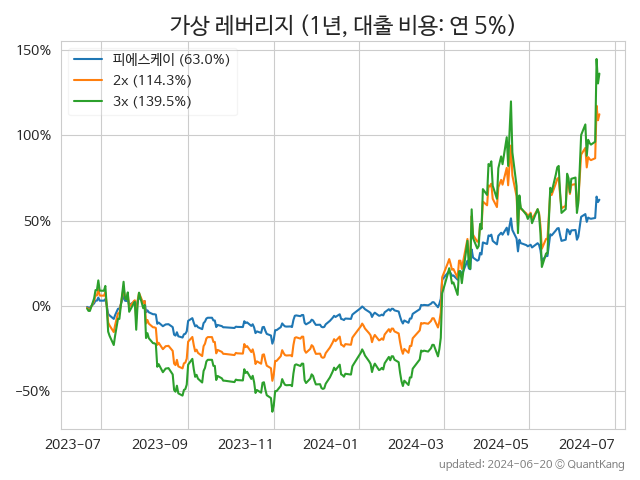 가상 레버리지 (1년, 대출 비용: 연 5%)
피에스케이 (63.0%)
2x (114.3%)
3x (139.5%)
150%
100%
50%
0%
−50%
2023−07 2023−09 2023−11 2024−01 2024−03 2024−05 2024−07
updated: 2024-06-20 © QuantKang